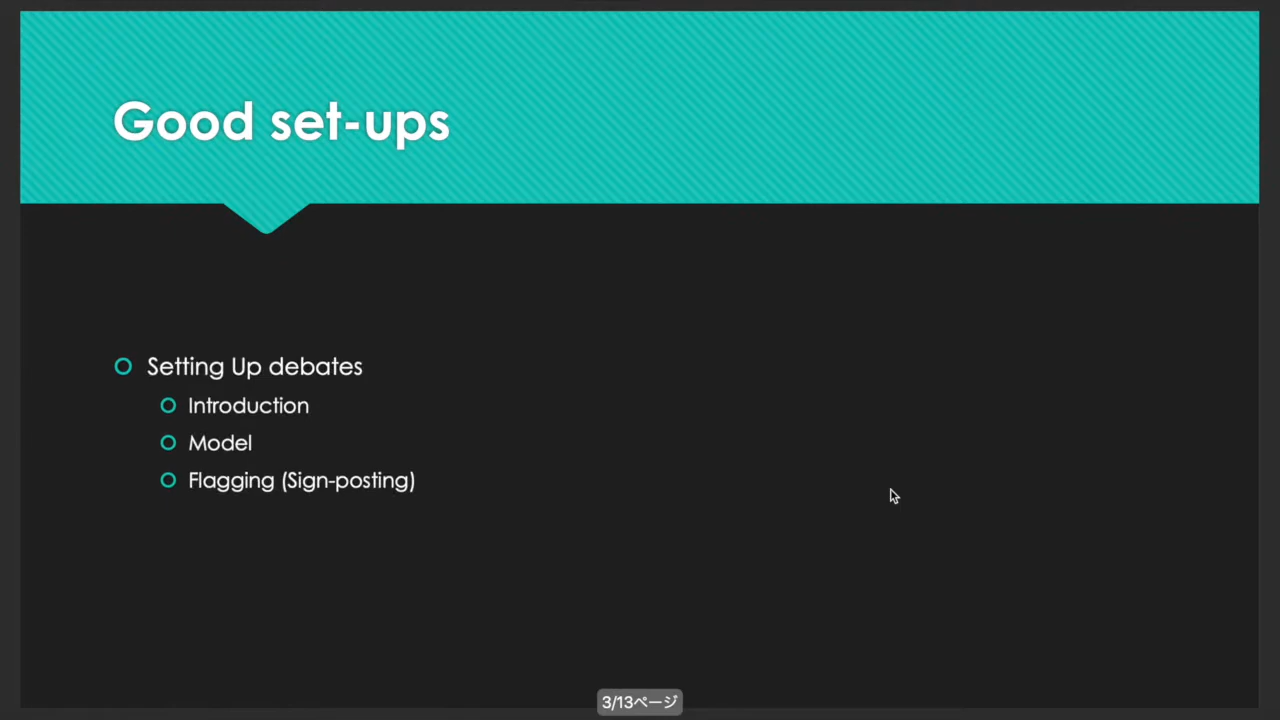 Good set-ups
Setting Up debates
Introduction
Model
Flagging (Sign-posting)
3/13ページ